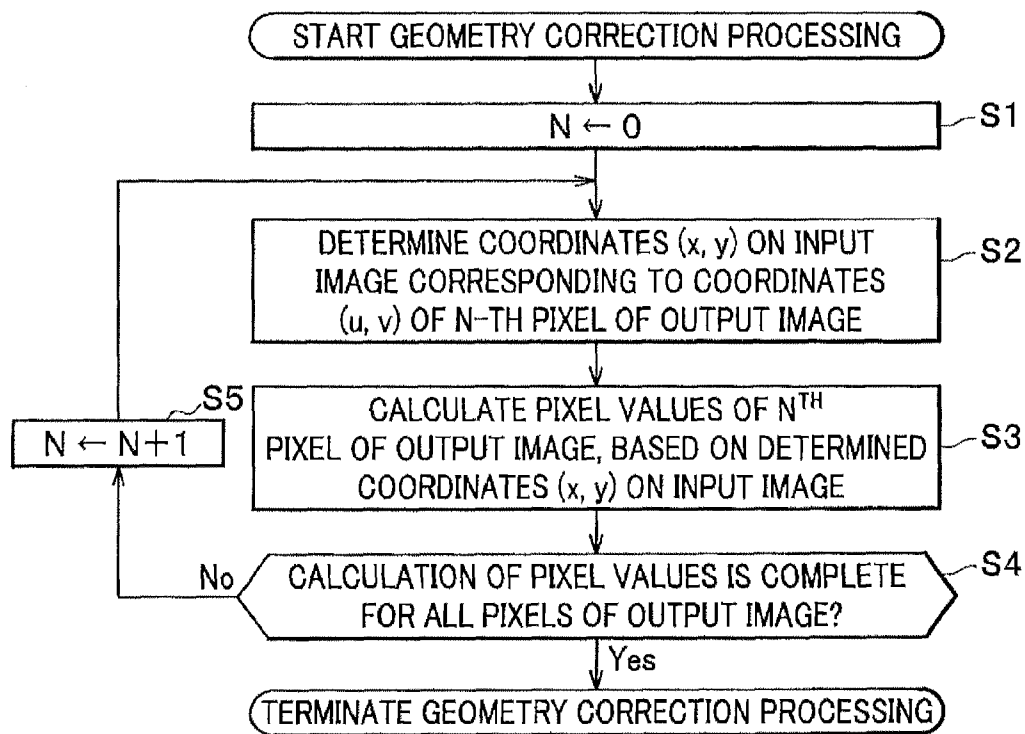 START GEOMETRY CORRECTION PROCESSING
N ← 0
S1
DETERMINE COORDINATES (x, y) ON INPUT
IMAGE CORRESPONDING TO COORDINATES
(u, v) OF N-TH PIXEL OF OUTPUT IMAGE
S2
CALCULATE PIXEL VALUES OF Nᵀᴴ
PIXEL OF OUTPUT IMAGE, BASED ON DETERMINED
COORDINATES (x, y) ON INPUT IMAGE
S3
S5
N ← N+1
CALCULATION OF PIXEL VALUES IS COMPLETE
FOR ALL PIXELS OF OUTPUT IMAGE?
S4
No
Yes
TERMINATE GEOMETRY CORRECTION PROCESSING